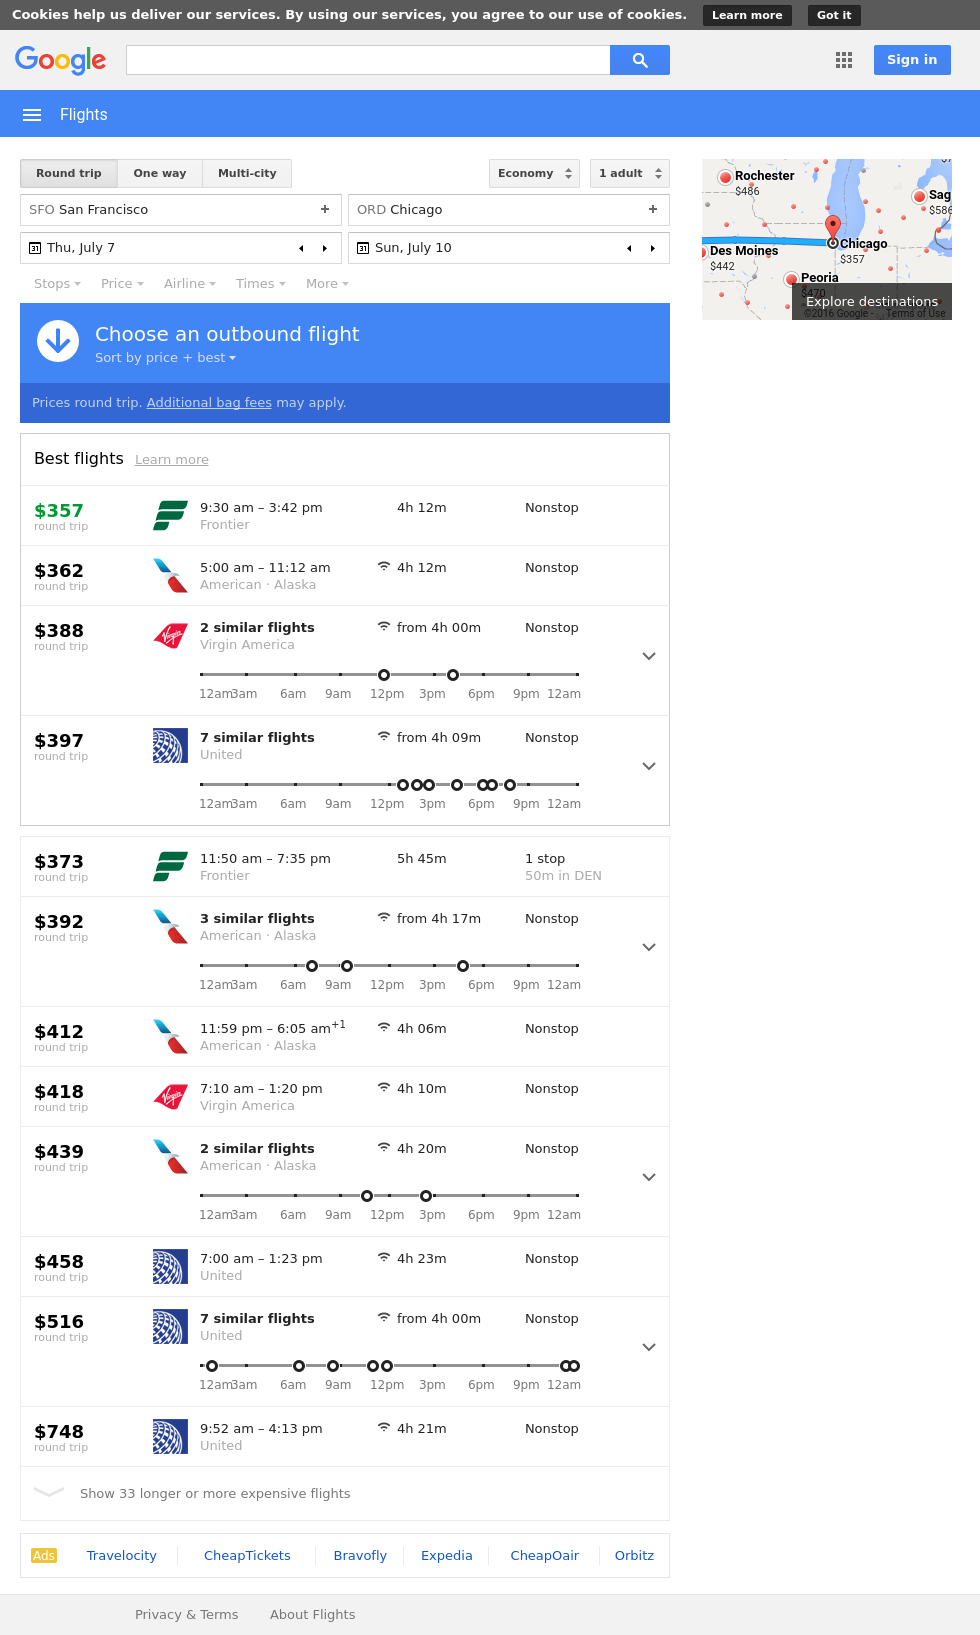 Cookies help us deliver our services. By using our services, you agree to our use of cookies. Learn more Got it
Google Sign in
Flights
Round trip One way Multi-city Economy 1 adult
SFO San Francisco + ORD Chicago +
Thu, July 7 Sun, July 10
Stops Price Airline Times More
Choose an outbound flight
Sort by price + best
Prices round trip. Additional bag fees may apply.
Rochester
$486
Sag
$586
Des Moines
$442
Chicago
$357
Peoria
$470
Explore destinations
©2016 Google - Terms of Use
Best flights Learn more
$357 9:30 am – 3:42 pm 4h 12m Nonstop
round trip Frontier
$362 5:00 am – 11:12 am 4h 12m Nonstop
round trip American · Alaska
$388 2 similar flights from 4h 00m Nonstop
round trip Virgin Virgin America
12am 3am 6am 9am 12pm 3pm 6pm 9pm 12am
$397 7 similar flights from 4h 09m Nonstop
round trip United
12am 3am 6am 9am 12pm 3pm 6pm 9pm 12am
$373 11:50 am – 7:35 pm 5h 45m 1 stop
round trip Frontier 50m in DEN
$392 3 similar flights from 4h 17m Nonstop
round trip American · Alaska
12am 3am 6am 9am 12pm 3pm 6pm 9pm 12am
$412 11:59 pm – 6:05 am+1 4h 06m Nonstop
round trip American · Alaska
$418 7:10 am – 1:20 pm 4h 10m Nonstop
round trip Virgin Virgin America
$439 2 similar flights 4h 20m Nonstop
round trip American · Alaska
12am 3am 6am 9am 12pm 3pm 6pm 9pm 12am
$458 7:00 am – 1:23 pm 4h 23m Nonstop
round trip United
$516 7 similar flights from 4h 00m Nonstop
round trip United
12am 3am 6am 9am 12pm 3pm 6pm 9pm 12am
$748 9:52 am – 4:13 pm 4h 21m Nonstop
round trip United
Show 33 longer or more expensive flights
Ads Travelocity CheapTickets Bravofly Expedia CheapOair Orbitz
Privacy & Terms About Flights